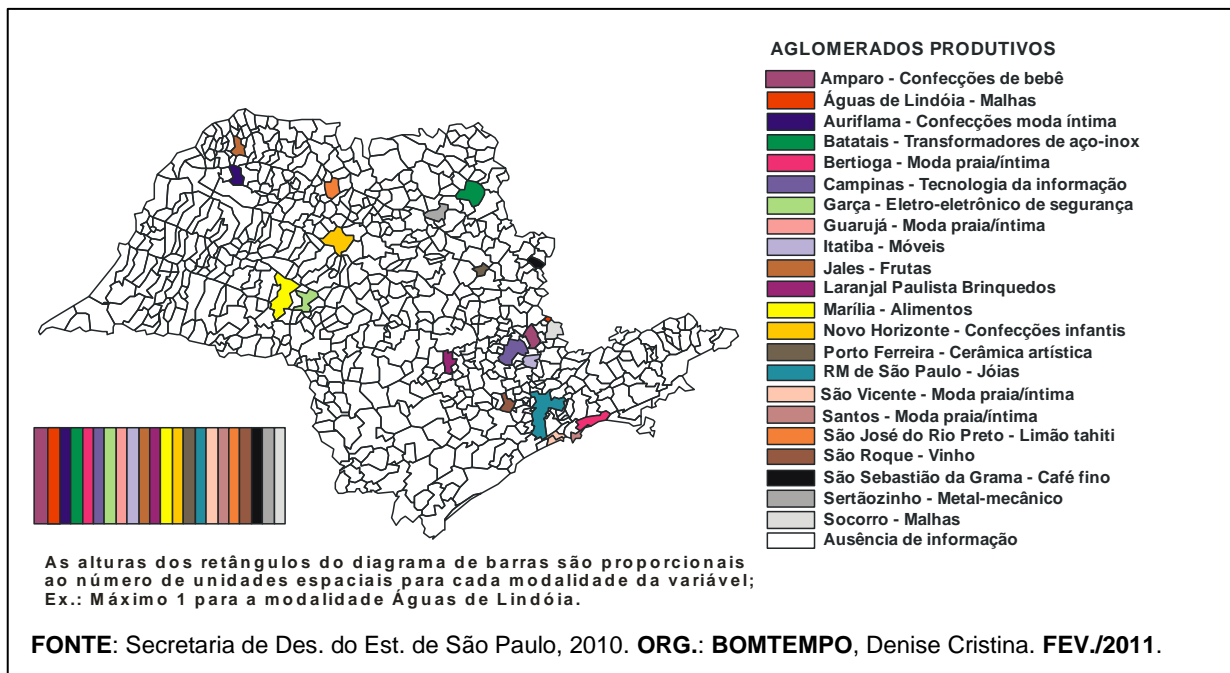 AGLOMERADOS PRODUTIVOS
Amparo - Confecções de bebê
Águas de Lindóia - Malhas
Auriflama - Confecções moda íntima
Batatais - Transformadores de aço-inox
Bertioga - Moda praia/íntima
Campinas - Tecnologia da informação
Garça - Eletro-eletrônico de segurança
Guarujá - Moda praia/íntima
Itatiba - Móveis
Jales - Frutas
Laranjal Paulista Brinquedos
Marília - Alimentos
Novo Horizonte - Confecções infantis
Porto Ferreira - Cerâmica artística
RM de São Paulo - Jóias
São Vicente - Moda praia/íntima
Santos - Moda praia/íntima
São José do Rio Preto - Limão tahiti
São Roque - Vinho
São Sebastião da Grama - Café fino
Sertãozinho - Metal-mecânico
Socorro - Malhas
Ausência de informação
As alturas dos retângulos do diagrama de barras são proporcionais
ao número de unidades espaciais para cada modalidade da variável;
Ex.: Máximo 1 para a modalidade Águas de Lindóia.
FONTE: Secretaria de Des. do Est. de São Paulo, 2010. ORG.: BOMTEMPO, Denise Cristina. FEV./2011.